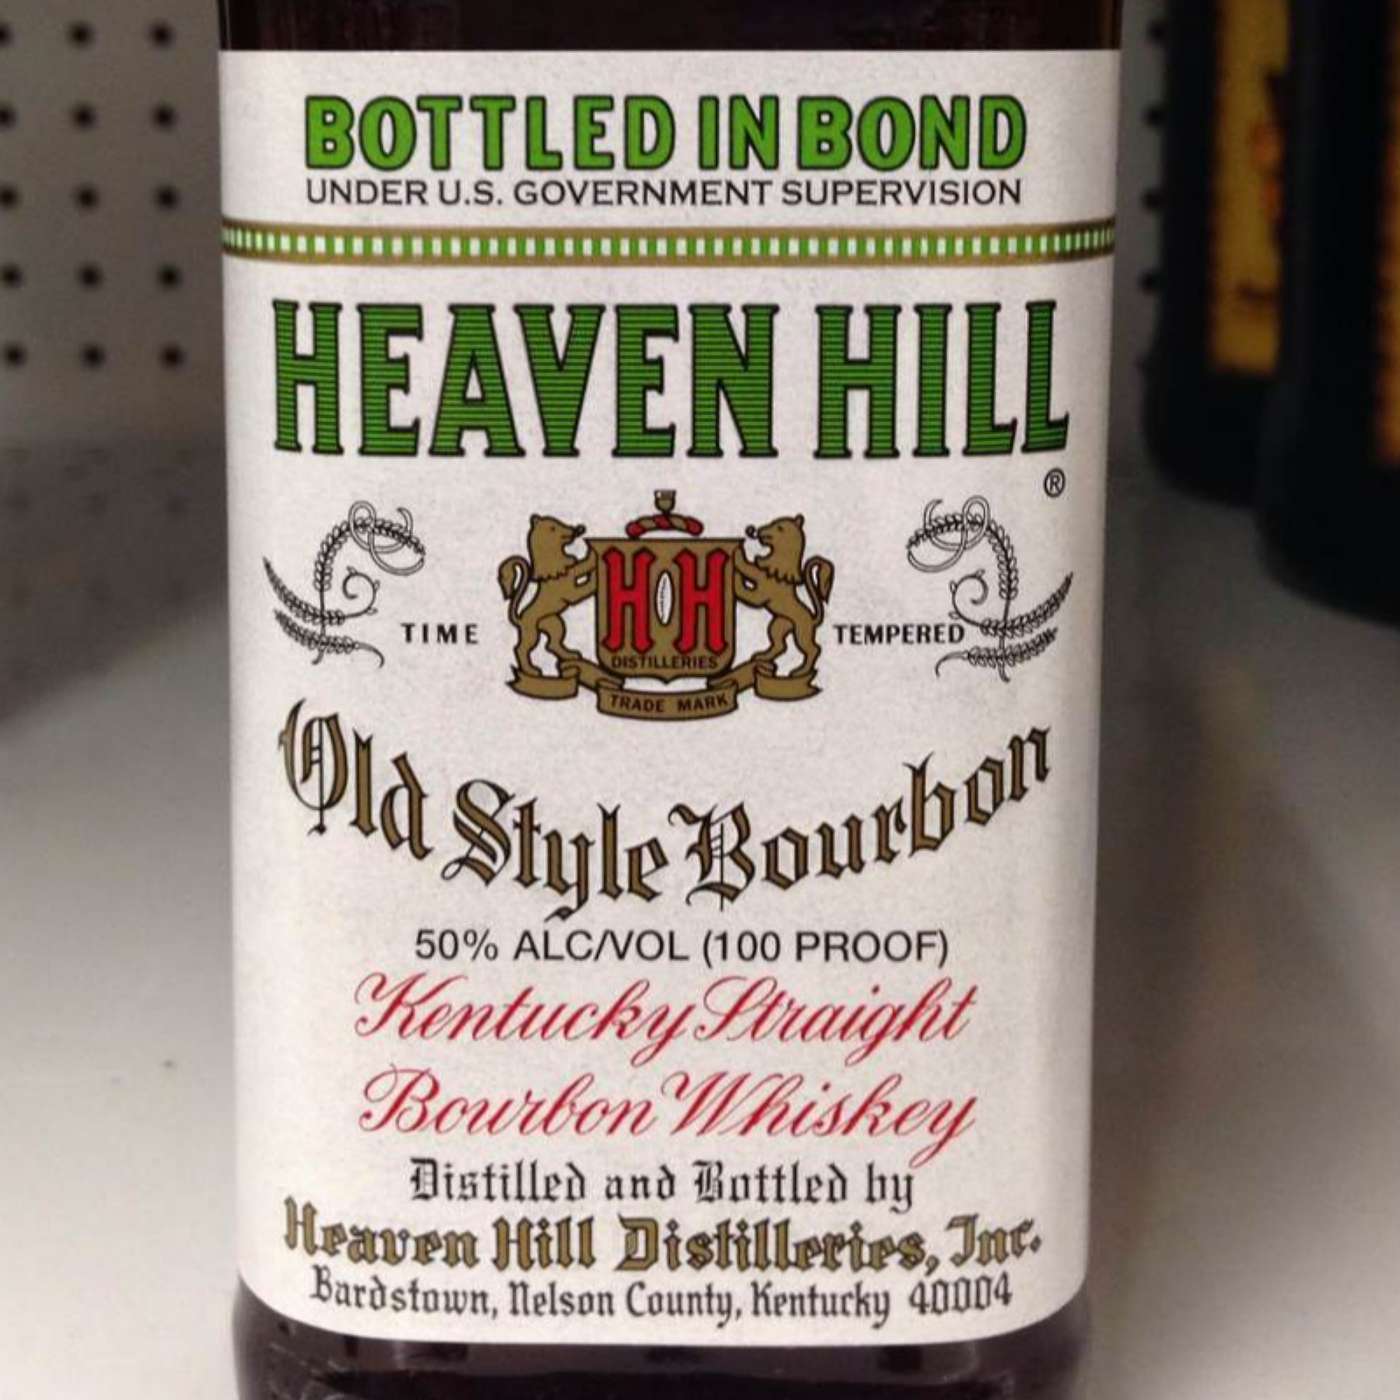 BOTTLED IN BOND
UNDER U.S. GOVERNMENT SUPERVISION
HEAVEN HILL
®
HH
DISTILLERIES
TIME TEMPERED
TRADE MARK
Old Style Bourbon
50% ALC/VOL (100 PROOF)
Kentucky Straight
Bourbon Whiskey
Distilled and Bottled by
Heaven Hill Distilleries, Inc.
Bardstown, Nelson County, Kentucky 40004